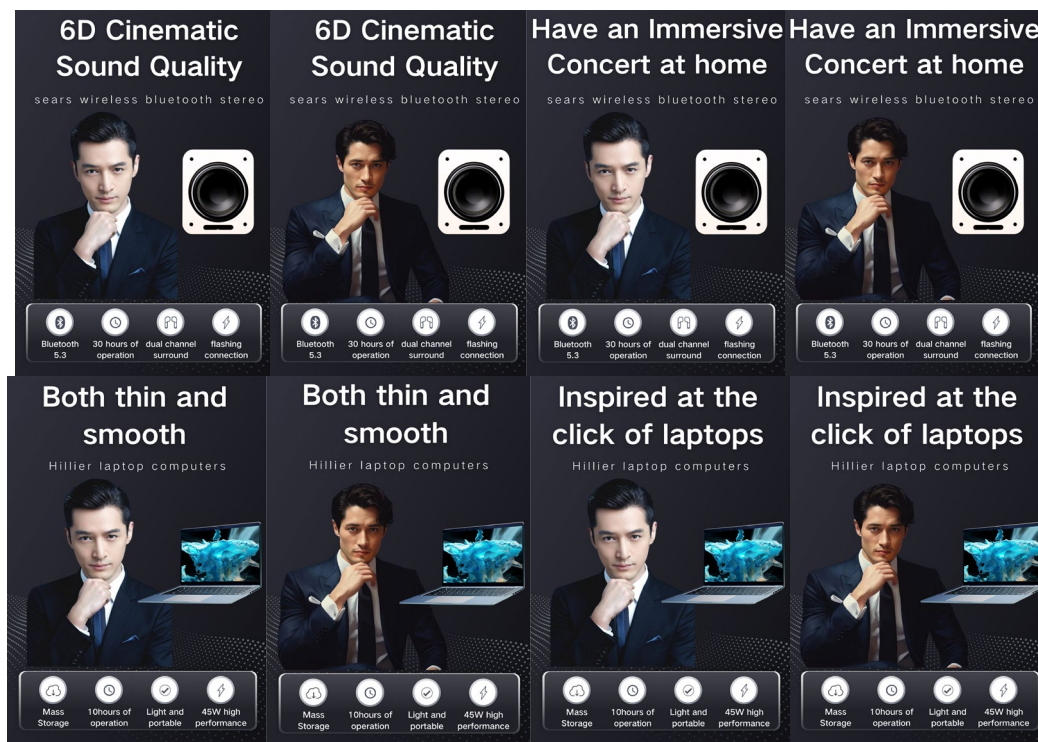 6D Cinematic
Sound Quality
sears wireless bluetooth stereo
Bluetooth
5.3
30 hours of
operation
dual channel
surround
flashing
connection
6D Cinematic
Sound Quality
sears wireless bluetooth stereo
Bluetooth
5.3
30 hours of
operation
dual channel
surround
flashing
connection
Have an Immersive
Concert at home
sears wireless bluetooth stereo
Bluetooth
5.3
30 hours of
operation
dual channel
surround
flashing
connection
Have an Immersive
Concert at home
sears wireless bluetooth stereo
Bluetooth
5.3
30 hours of
operation
dual channel
surround
flashing
connection
Both thin and
smooth
Hillier laptop computers
Mass
Storage
10hours of
operation
Light and
portable
45W high
performance
Both thin and
smooth
Hillier laptop computers
Mass
Storage
10hours of
operation
Light and
portable
45W high
performance
Inspired at the
click of laptops
Hillier laptop computers
Mass
Storage
10hours of
operation
Light and
portable
45W high
performance
Inspired at the
click of laptops
Hillier laptop computers
Mass
Storage
10hours of
operation
Light and
portable
45W high
performance